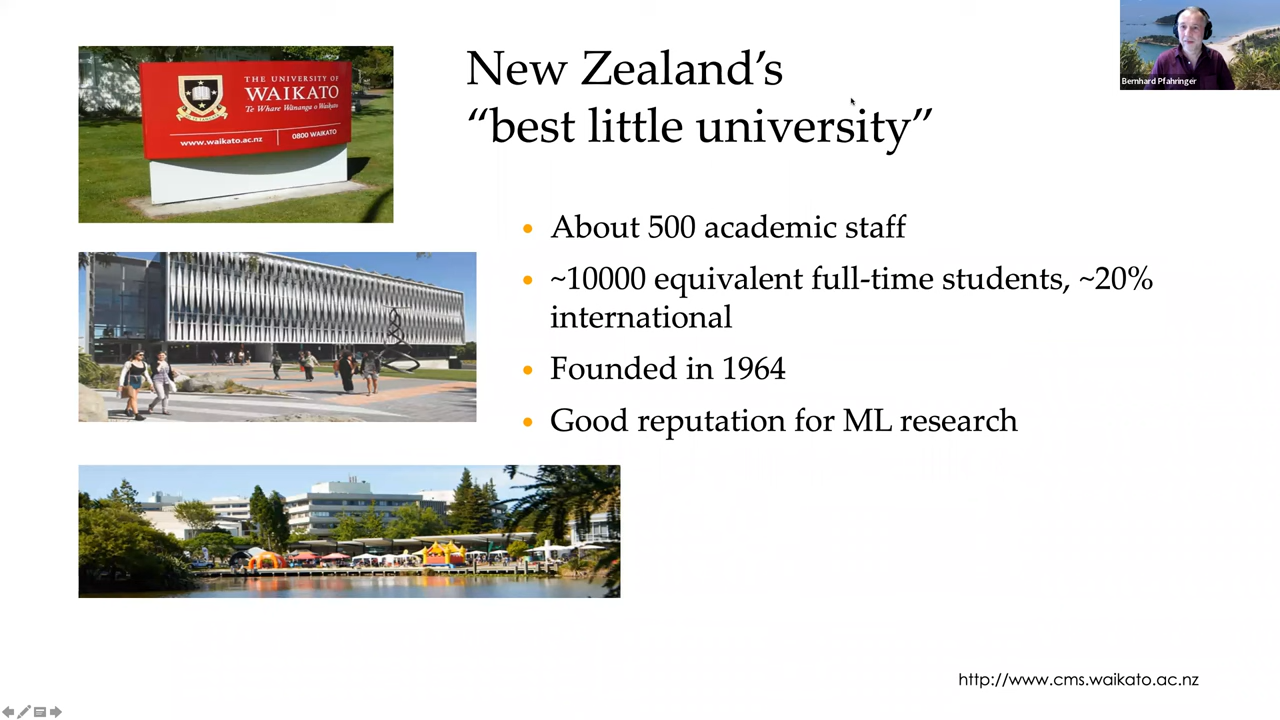 THE UNIVERSITY OF
WAIKATO
Te Whare Wānanga o Waikato
www.waikato.ac.nz
0800 WAIKATO
New Zealand’s
“best little university”
Bernhard Pfahringer
• About 500 academic staff
• ~10000 equivalent full-time students, ~20%
international
• Founded in 1964
• Good reputation for ML research
http://www.cms.waikato.ac.nz